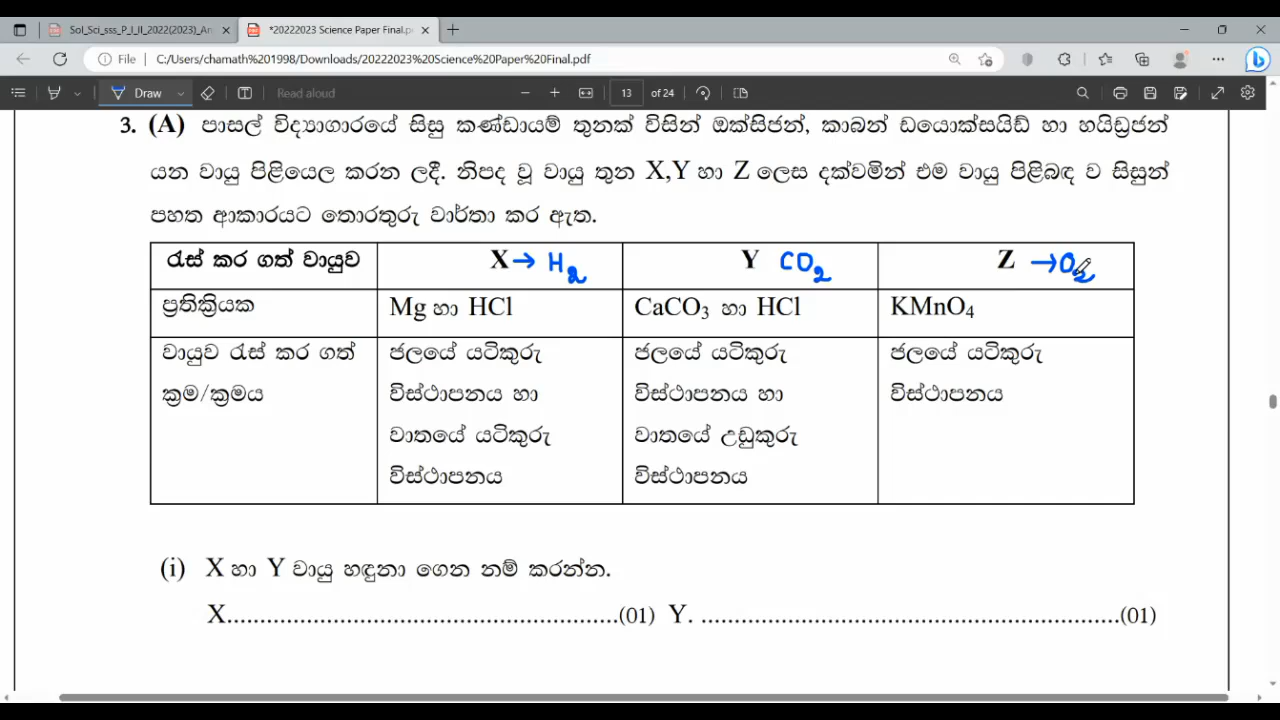 Sol_Sci_sss_P_I_II_2022(2023)_An
*20222023 Science Paper Final.p
File C:/Users/chamath%201998/Downloads/20222023%20Science%20Paper%20Final.pdf
Draw Read aloud 13 of 24
3. (A) පාසල් විද්‍යාගාරයේ සිසු කණ්ඩායම් තුනක් විසින් ඔක්සිජන්, කාබන් ඩයොක්සයිඩ් හා හයිඩ්‍රජන්
යන වායු පිළියෙල කරන ලදී. නිපද වූ වායු තුන X,Y හා Z ලෙස දක්වමින් එම වායු පිළිබඳ ව සිසුන්
පහත ආකාරයට තොරතුරු වාර්තා කර ඇත.
රැස් කර ගත් වායුව X → H2 Y CO2 Z → O2
ප්‍රතික්‍රියක Mg හා HCl CaCO3 හා HCl KMnO4
වායුව රැස් කර ගත් ජලයේ යටිකුරු ජලයේ යටිකුරු ජලයේ යටිකුරු
ක්‍රම/ක්‍රමය විස්ථාපනය හා විස්ථාපනය හා විස්ථාපනය
වාතයේ යටිකුරු වාතයේ උඩුකුරු
විස්ථාපනය විස්ථාපනය
(i) X හා Y වායු හඳුනා ගෙන නම් කරන්න.
X...........................................................(01) Y. ...............................................................(01)